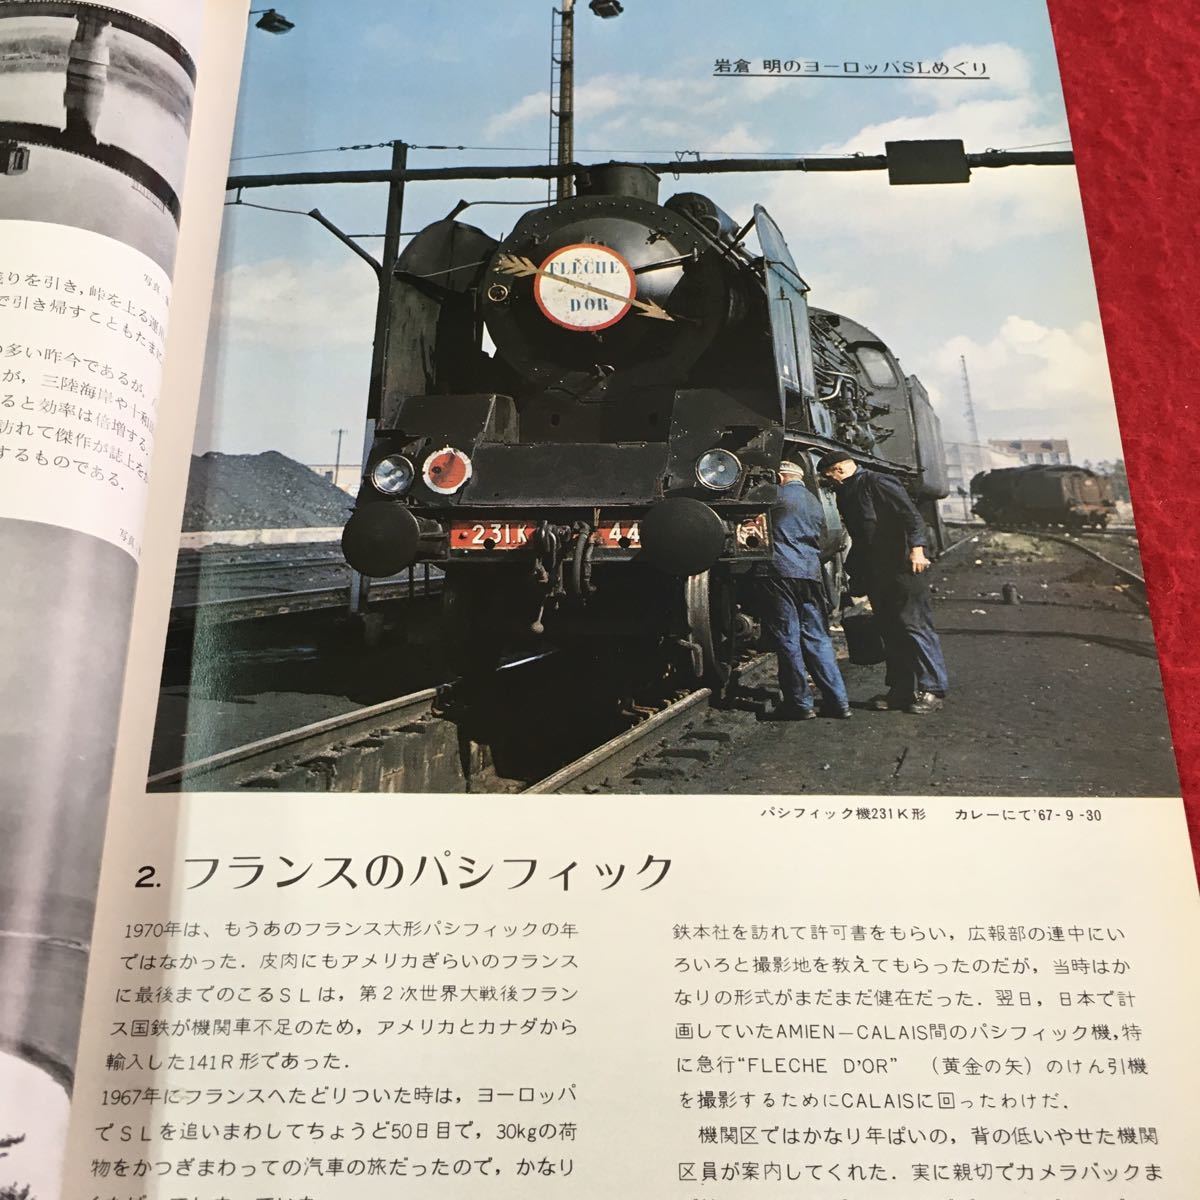 写真
りを引き，峠を上る運
で引き帰すこともたまに
多い昨今であるが，
が，三陸海岸や十和
ると効率は倍増する．
訪れて傑作が誌上を
するものである．
写真
岩倉 明のヨーロッパSLめぐり
FLECHE
D'OR
231.K
44
パシフィック機231K形 カレーにて'67-9-30
2. フランスのパシフィック
1970年は、もうあのフランス大形パシフィックの年
ではなかった．皮肉にもアメリカぎらいのフランス
に最後までのこるSLは，第2次世界大戦後フラン
ス国鉄が機関車不足のため，アメリカとカナダから
輸入した141R形であった．
1967年にフランスへたどりついた時は，ヨーロッパ
でSLを追いまわしてちょうど50日目で，30kgの荷
物をかつぎまわっての汽車の旅だったので，かなり
鉄本社を訪れて許可書をもらい，広報部の連中にい
ろいろと撮影地を教えてもらったのだが，当時はか
なりの形式がまだまだ健在だった．翌日，日本で計
画していたAMIEN－CALAIS間のパシフィック機，特
に急行“FLECHE D'OR”（黄金の矢）のけん引機
を撮影するためにCALAISに回ったわけだ．
機関区ではかなり年ぱいの，背の低いやせた機関
区員が案内してくれた．実に親切でカメラバックま